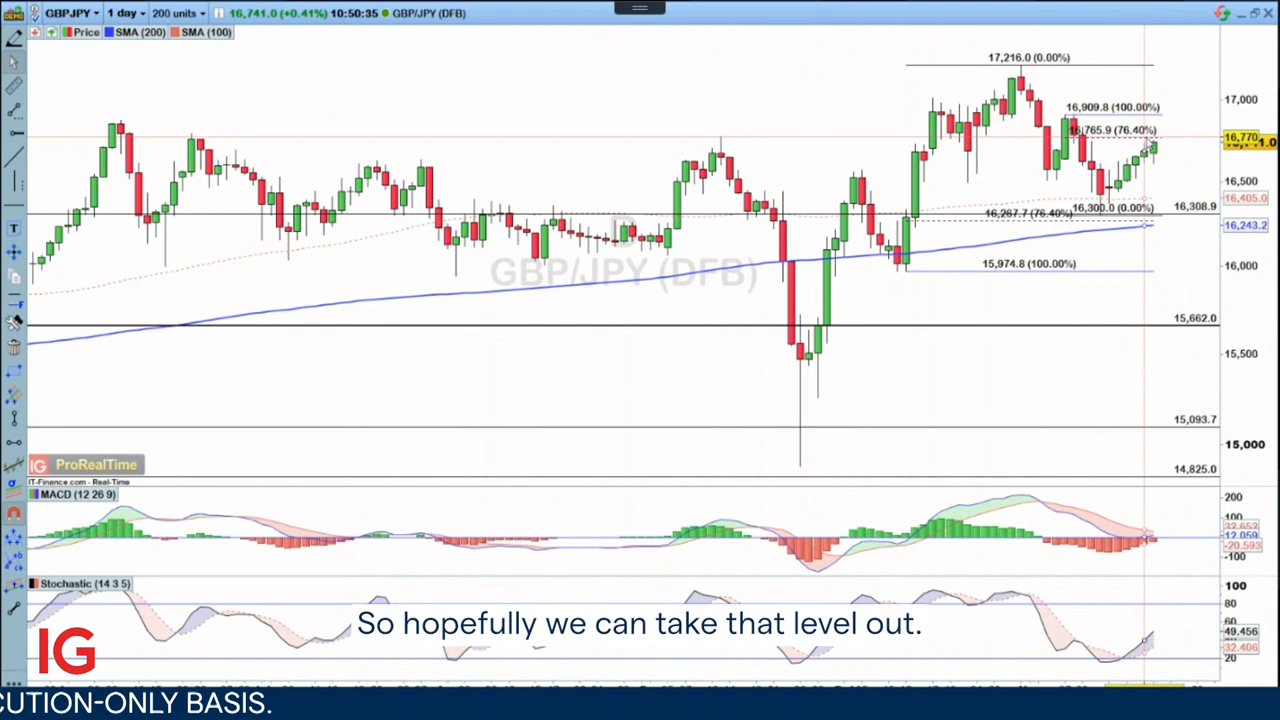 GBPJPY 1 day 200 units 16,741.0 (+0.41%) 10:50:35 GBP/JPY (DFB)
DEMO
Price SMA (200) SMA (100)
17,216.0 (0.00%)
17,000
16,909.8 (100.00%)
16,765.9 (76.40%)
16,770
16,500
16,405.0
16,308.9
16,300.0 (0.00%)
16,267.7 (76.40%)
16,243.2
D
GBP/JPY (DFB)
15,974.8 (100.00%)
16,000
15,662.0
15,500
15,093.7
15,000
14,825.0
IG ProRealTime
IT-Finance.com - Real-Time
MACD (12 26 9)
200
100
32.652
12.059
-20.593
-100
Stochastic (14 3 5)
100
80
60
49.456
32.406
20
So hopefully we can take that level out.
IG
CUTION-ONLY BASIS.